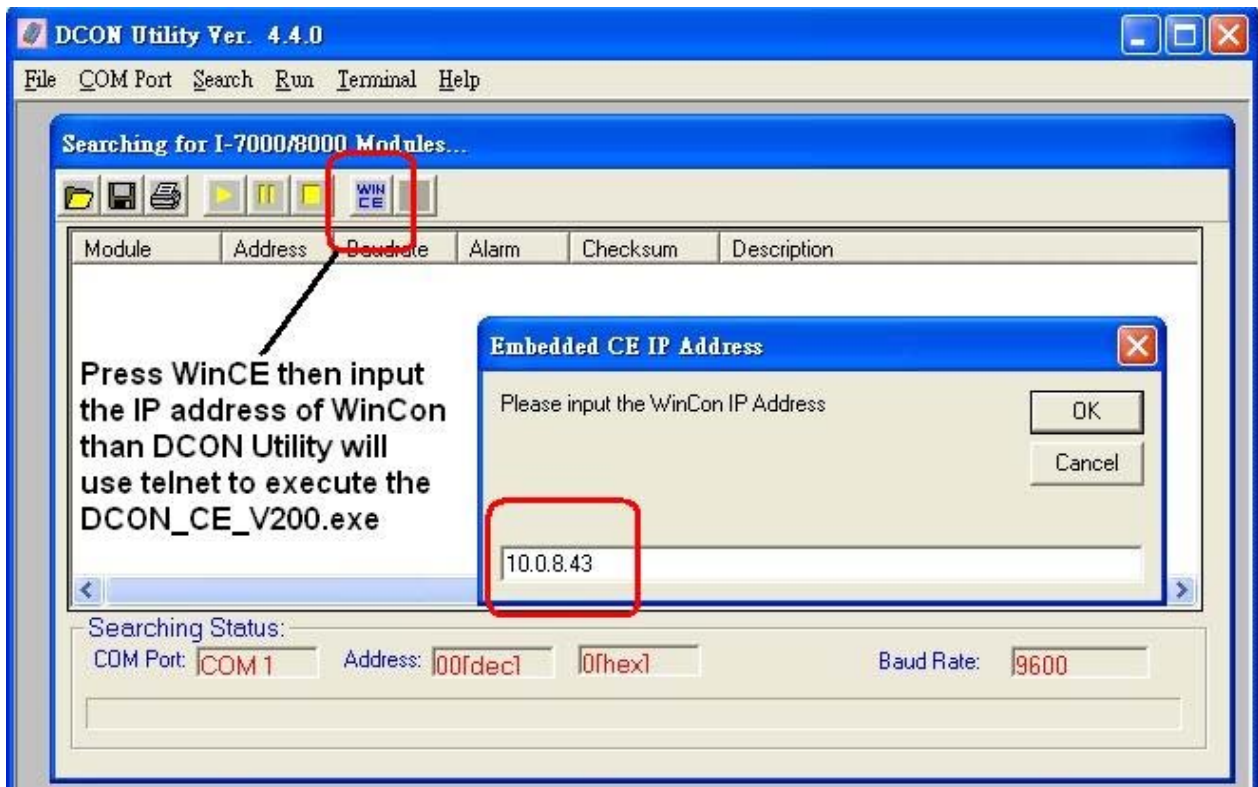 DCON Utility Ver. 4.4.0
File COM Port Search Run Terminal Help
Searching for I-7000/8000 Modules...
WIN
CE
Module Address Baudrate Alarm Checksum Description
Press WinCE then input
the IP address of WinCon
than DCON Utility will
use telnet to execute the
DCON_CE_V200.exe
Embedded CE IP Address
Please input the WinCon IP Address
OK
Cancel
10.0.8.43
Searching Status:
COM Port: COM 1 Address: 00[dec] 0[hex] Baud Rate: 9600